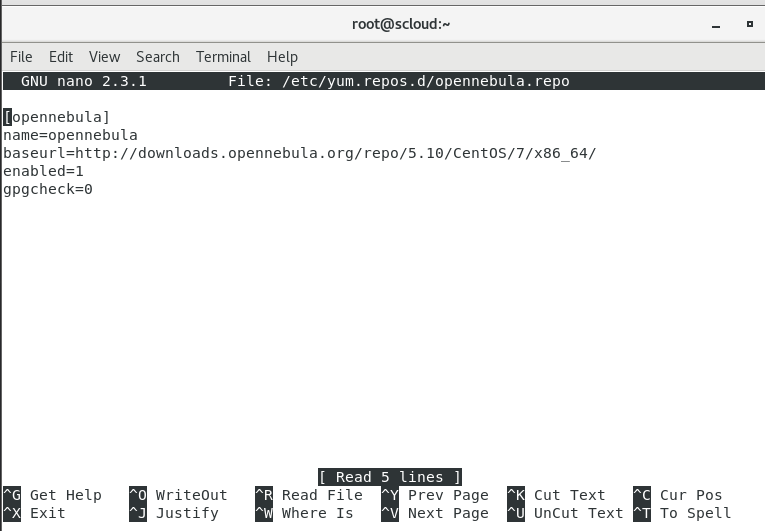 root@scloud:~
File Edit View Search Terminal Help
GNU nano 2.3.1 File: /etc/yum.repos.d/opennebula.repo
[opennebula]
name=opennebula
baseurl=http://downloads.opennebula.org/repo/5.10/CentOS/7/x86_64/
enabled=1
gpgcheck=0
[ Read 5 lines ]
^G Get Help ^O WriteOut ^R Read File ^Y Prev Page ^K Cut Text ^C Cur Pos
^X Exit ^J Justify ^W Where Is ^V Next Page ^U UnCut Text ^T To Spell